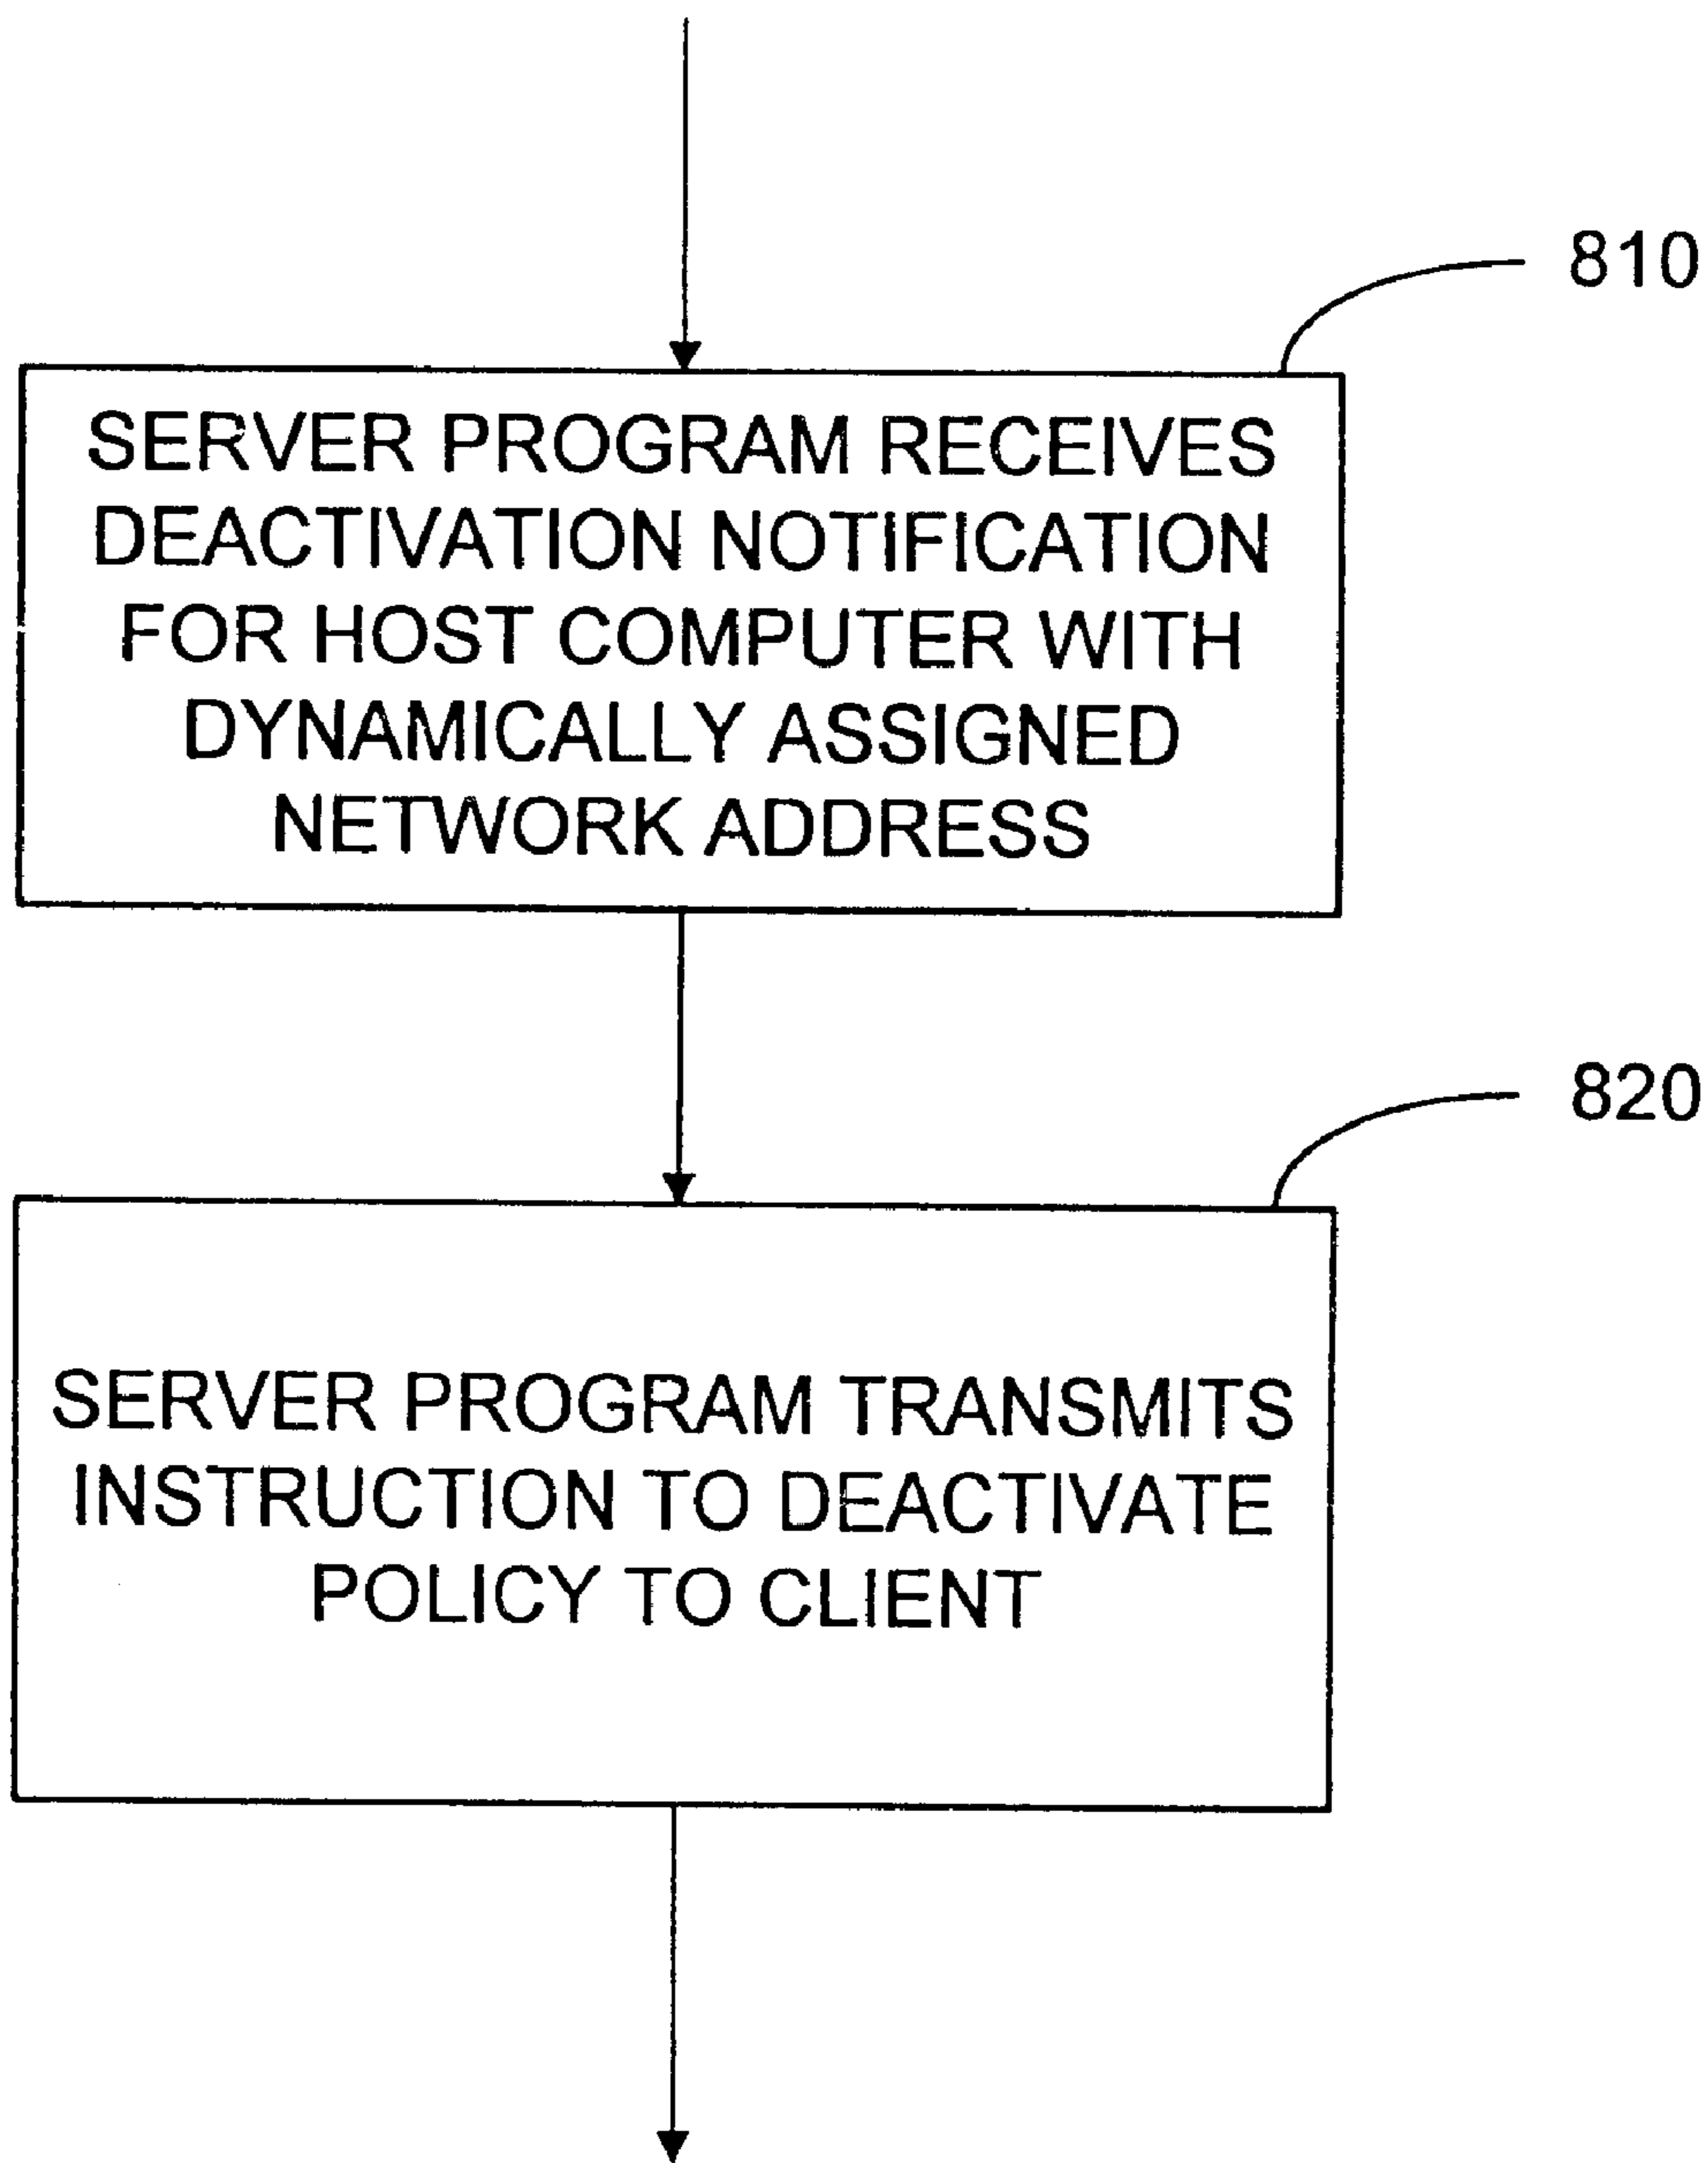 810
SERVER PROGRAM RECEIVES
DEACTIVATION NOTIFICATION
FOR HOST COMPUTER WITH
DYNAMICALLY ASSIGNED
NETWORK ADDRESS
820
SERVER PROGRAM TRANSMITS
INSTRUCTION TO DEACTIVATE
POLICY TO CLIENT